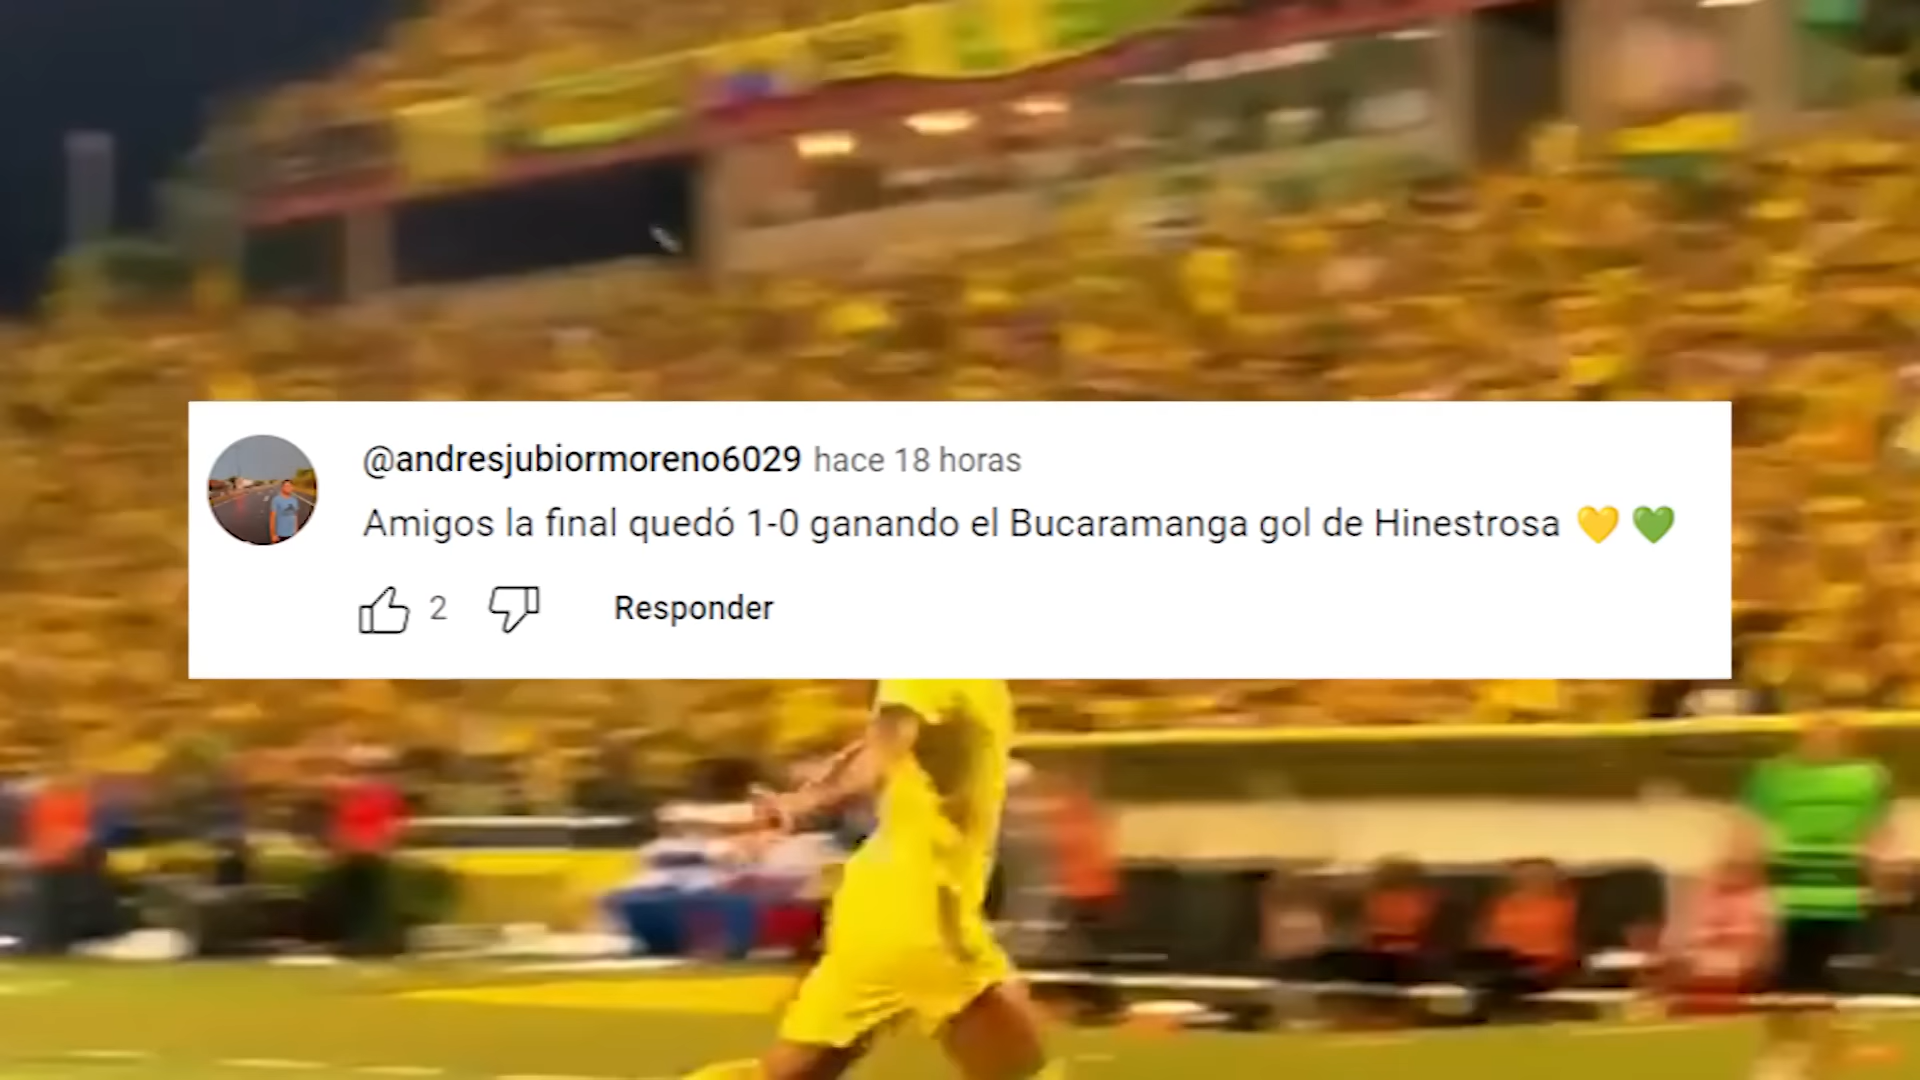 @andresjubiormoreno6029 hace 18 horas
Amigos la final quedó 1-0 ganando el Bucaramanga gol de Hinestrosa 💛 💚
2 Responder